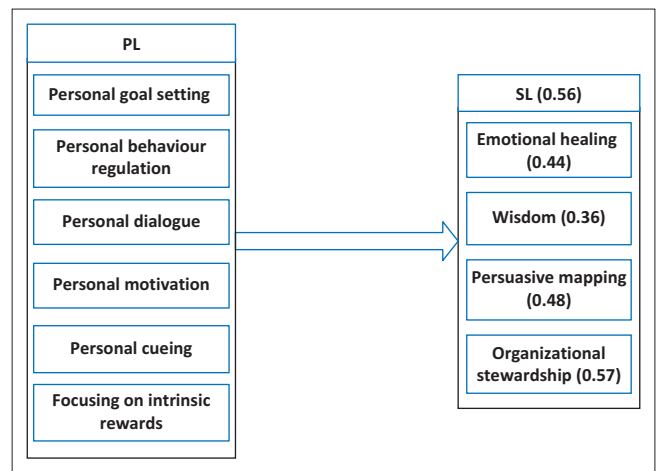 PL
Personal goal setting
Personal behaviour
regulation
Personal dialogue
Personal motivation
Personal cueing
Focusing on intrinsic
rewards
SL (0.56)
Emotional healing
(0.44)
Wisdom (0.36)
Persuasive mapping
(0.48)
Organizational
stewardship (0.57)